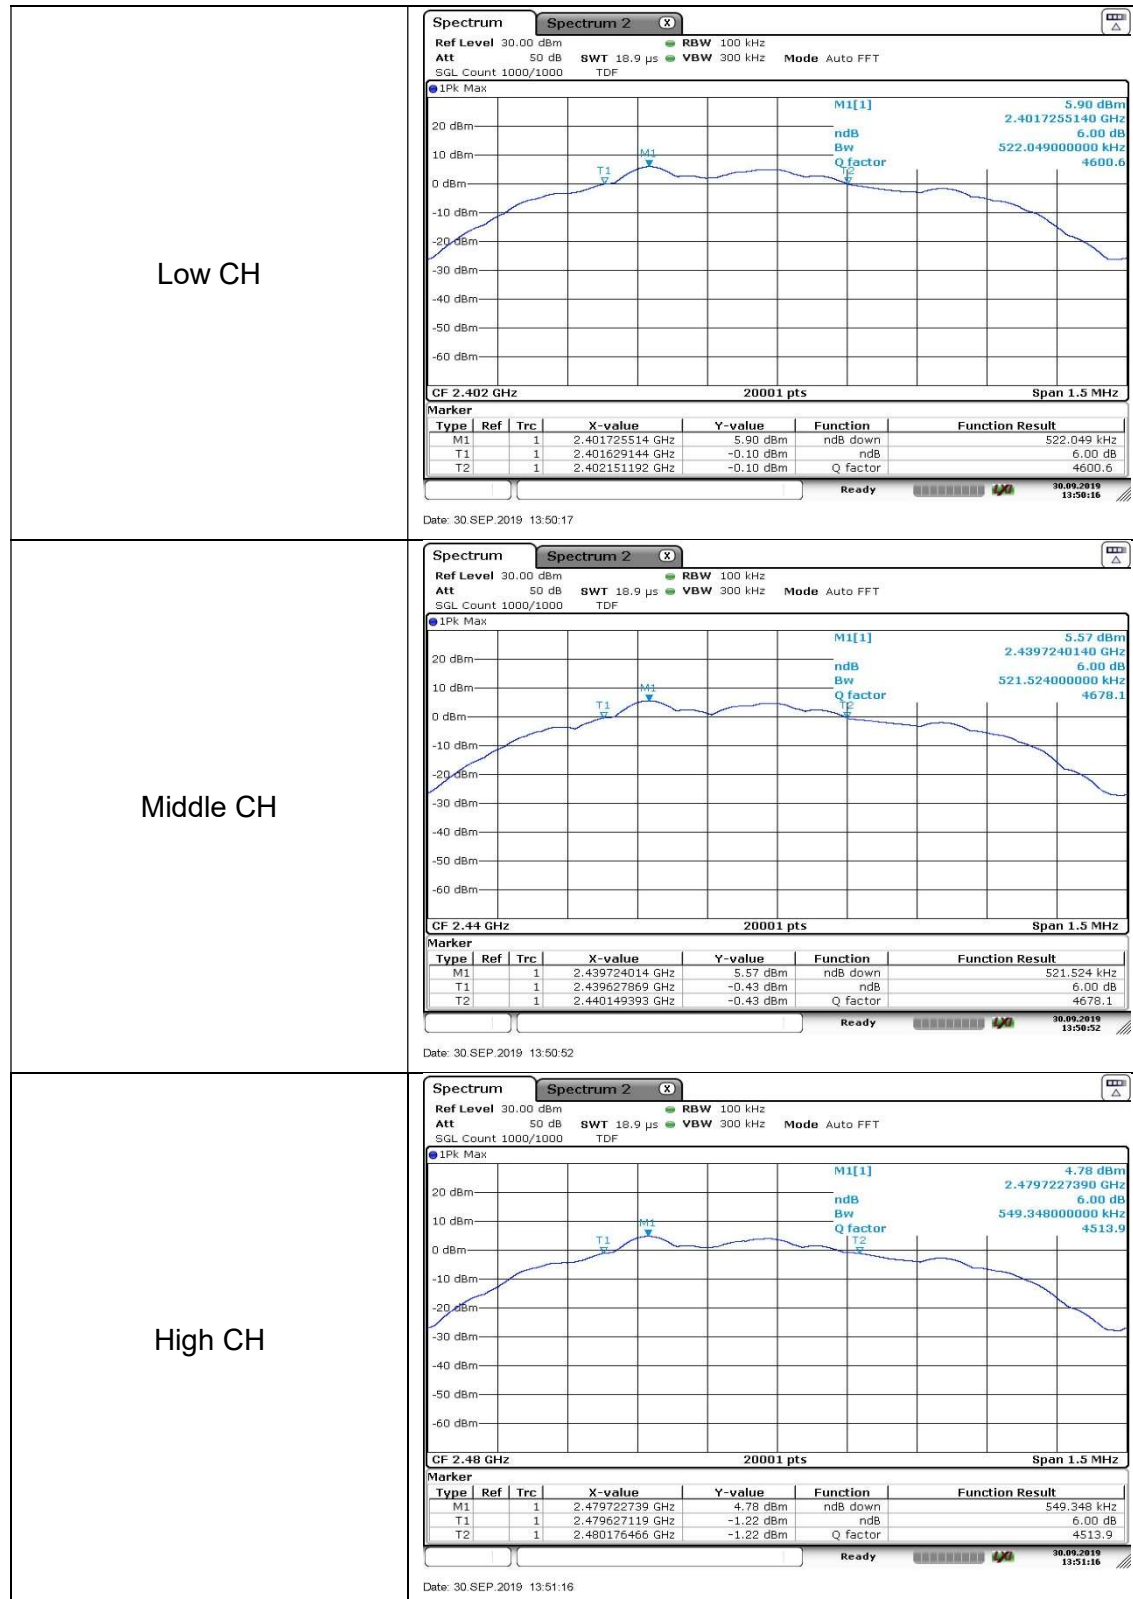 Low CH
Spectrum Spectrum 2 X
Ref Level 30.00 dBm RBW 100 kHz
Att 50 dB SWT 18.9 µs VBW 300 kHz Mode Auto FFT
SGL Count 1000/1000 TDF
1Pk Max
M1[1] 5.90 dBm
2.4017255140 GHz
20 dBm
ndB 6.00 dB
Bw 522.049000000 kHz
10 dBm
M1
Q factor 4600.6
T1 T2
0 dBm
-10 dBm
-20 dBm
-30 dBm
-40 dBm
-50 dBm
-60 dBm
CF 2.402 GHz 20001 pts Span 1.5 MHz
Marker
Type Ref Trc X-value Y-value Function Function Result
M1 1 2.401725514 GHz 5.90 dBm ndB down 522.049 kHz
T1 1 2.401629144 GHz -0.10 dBm ndB 6.00 dB
T2 1 2.402151192 GHz -0.10 dBm Q factor 4600.6
Ready LXI 30.09.2019
13:50:16
Date: 30.SEP.2019 13:50:17
Middle CH
Spectrum Spectrum 2 X
Ref Level 30.00 dBm RBW 100 kHz
Att 50 dB SWT 18.9 µs VBW 300 kHz Mode Auto FFT
SGL Count 1000/1000 TDF
1Pk Max
M1[1] 5.57 dBm
2.4397240140 GHz
20 dBm
ndB 6.00 dB
Bw 521.524000000 kHz
10 dBm
M1
Q factor 4678.1
T1 T2
0 dBm
-10 dBm
-20 dBm
-30 dBm
-40 dBm
-50 dBm
-60 dBm
CF 2.44 GHz 20001 pts Span 1.5 MHz
Marker
Type Ref Trc X-value Y-value Function Function Result
M1 1 2.439724014 GHz 5.57 dBm ndB down 521.524 kHz
T1 1 2.439627869 GHz -0.43 dBm ndB 6.00 dB
T2 1 2.440149393 GHz -0.43 dBm Q factor 4678.1
Ready LXI 30.09.2019
13:50:52
Date: 30.SEP.2019 13:50:52
High CH
Spectrum Spectrum 2 X
Ref Level 30.00 dBm RBW 100 kHz
Att 50 dB SWT 18.9 µs VBW 300 kHz Mode Auto FFT
SGL Count 1000/1000 TDF
1Pk Max
M1[1] 4.78 dBm
2.4797227390 GHz
20 dBm
ndB 6.00 dB
Bw 549.348000000 kHz
10 dBm
M1
Q factor 4513.9
T1 T2
0 dBm
-10 dBm
-20 dBm
-30 dBm
-40 dBm
-50 dBm
-60 dBm
CF 2.48 GHz 20001 pts Span 1.5 MHz
Marker
Type Ref Trc X-value Y-value Function Function Result
M1 1 2.479722739 GHz 4.78 dBm ndB down 549.348 kHz
T1 1 2.479627119 GHz -1.22 dBm ndB 6.00 dB
T2 1 2.480176466 GHz -1.22 dBm Q factor 4513.9
Ready LXI 30.09.2019
13:51:16
Date: 30.SEP.2019 13:51:16